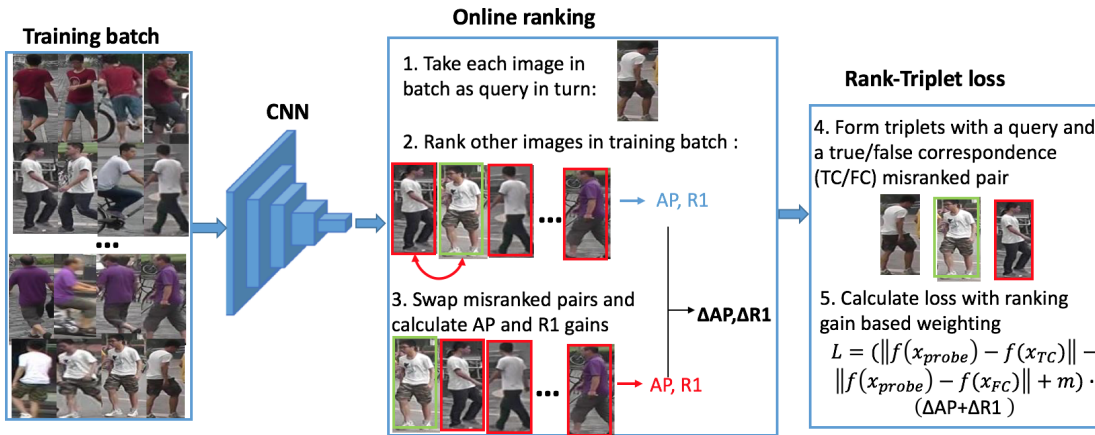 Training batch
CNN
Online ranking
1. Take each image in
batch as query in turn:
2. Rank other images in training batch :
...
AP, R1
3. Swap misranked pairs and
calculate AP and R1 gains
ΔAP,ΔR1
...
AP, R1
...
Rank-Triplet loss
4. Form triplets with a query and
a true/false correspondence
(TC/FC) misranked pair
5. Calculate loss with ranking
gain based weighting
L = (‖f(x_probe) − f(x_TC)‖ −
‖f(x_probe) − f(x_FC)‖ + m) ·
(ΔAP+ΔR1 )